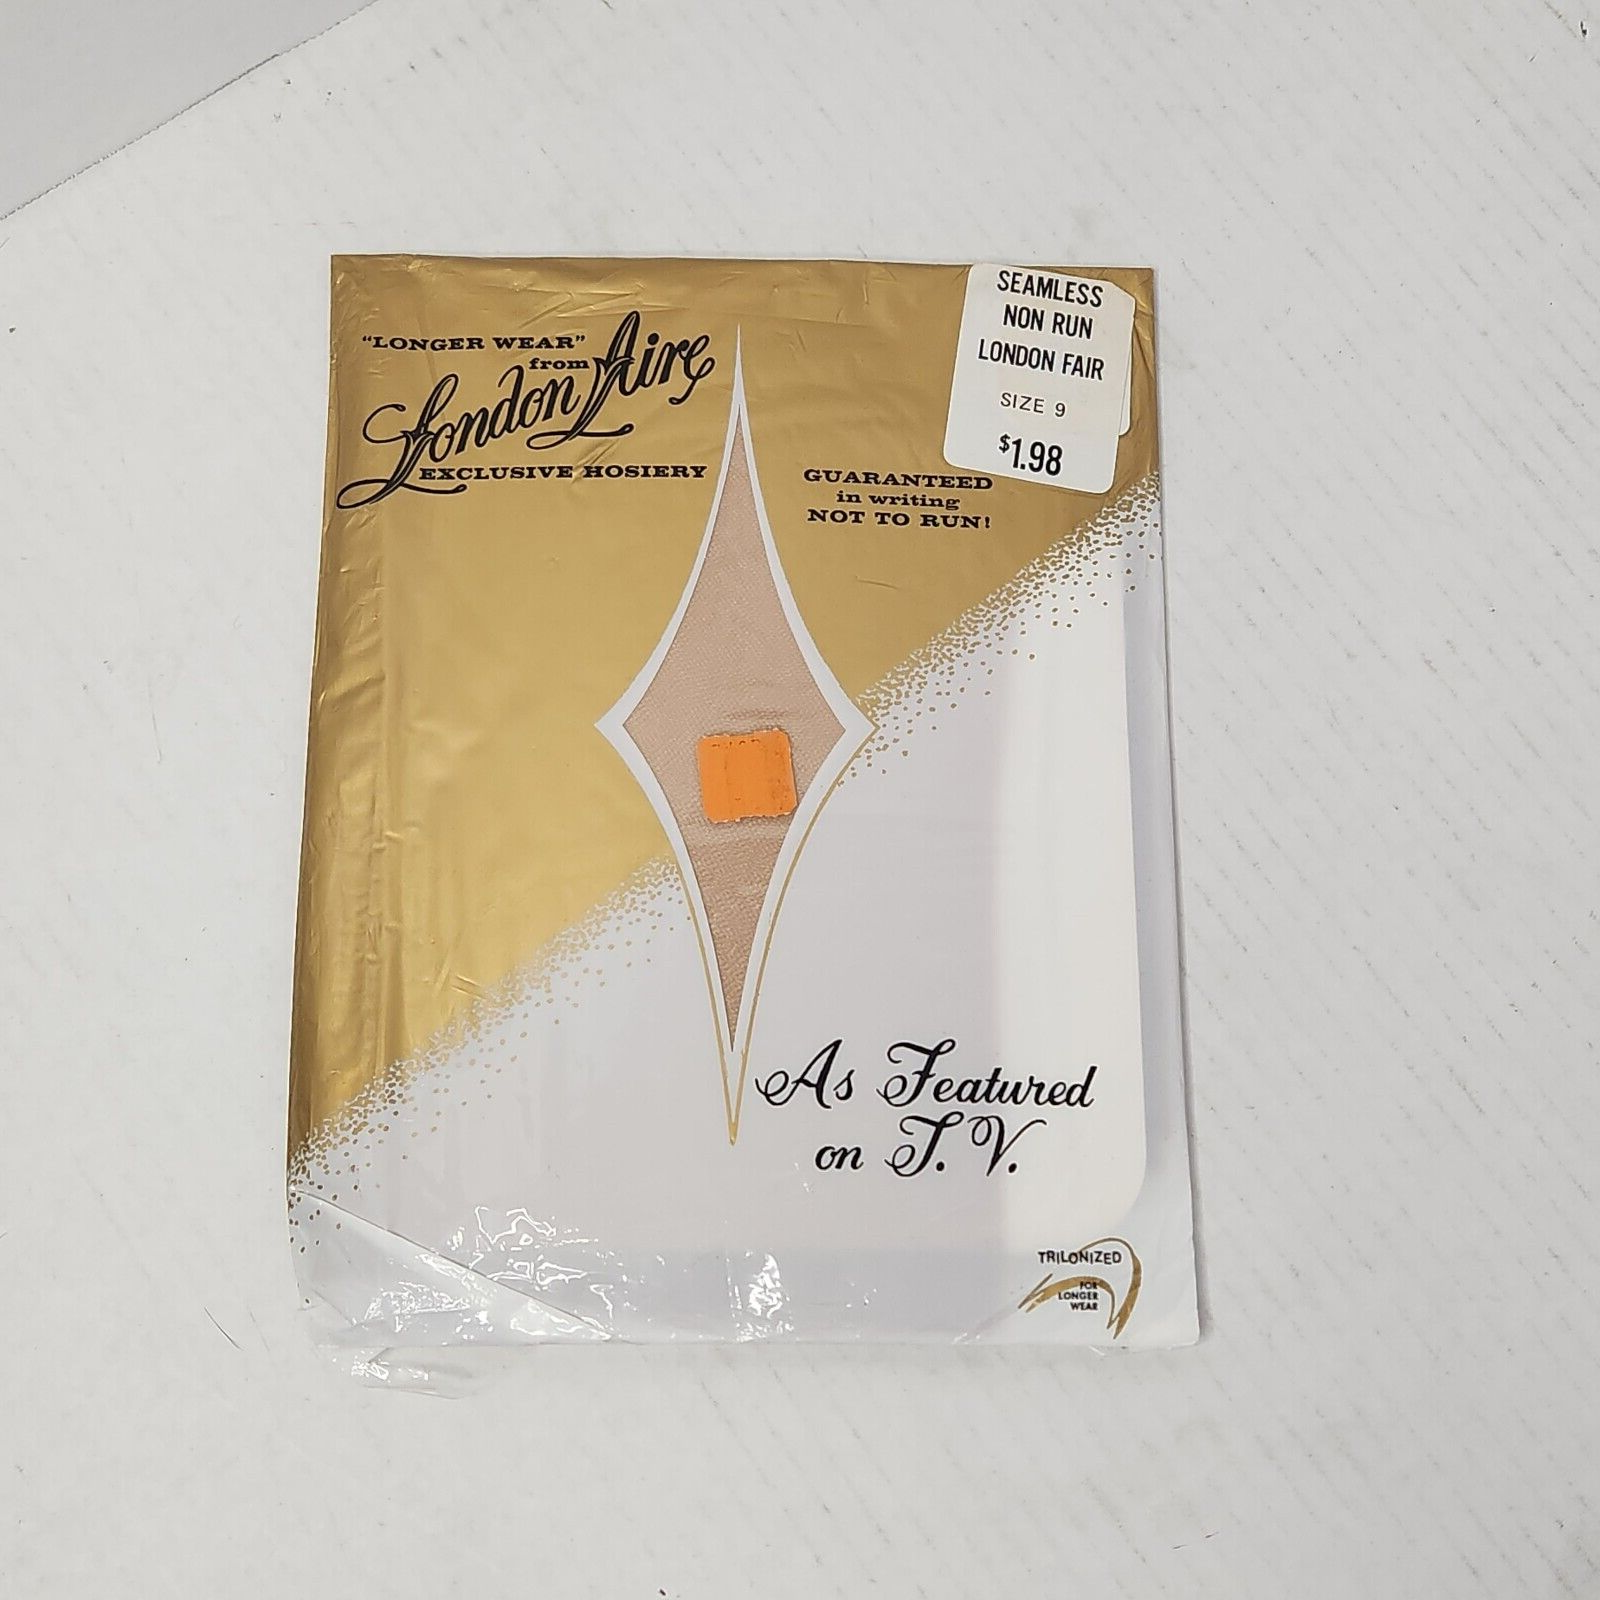 "LONGER WEAR"
from
London Aire
EXCLUSIVE HOSIERY
SEAMLESS
NON RUN
LONDON FAIR
SIZE 9
$1.98
GUARANTEED
in writing
NOT TO RUN!
As Featured
on T.V.
TRILONIZED
FOR
LONGER
WEAR